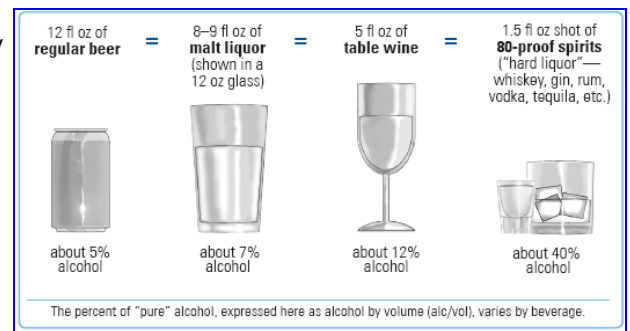 12 fl oz of
regular beer
=
8–9 fl oz of
malt liquor
(shown in a
12 oz glass)
=
5 fl oz of
table wine
=
1.5 fl oz shot of
80-proof spirits
("hard liquor"—
whiskey, gin, rum,
vodka, tequila, etc.)
about 5%
alcohol
about 7%
alcohol
about 12%
alcohol
about 40%
alcohol
The percent of "pure" alcohol, expressed here as alcohol by volume (alc/vol), varies by beverage.